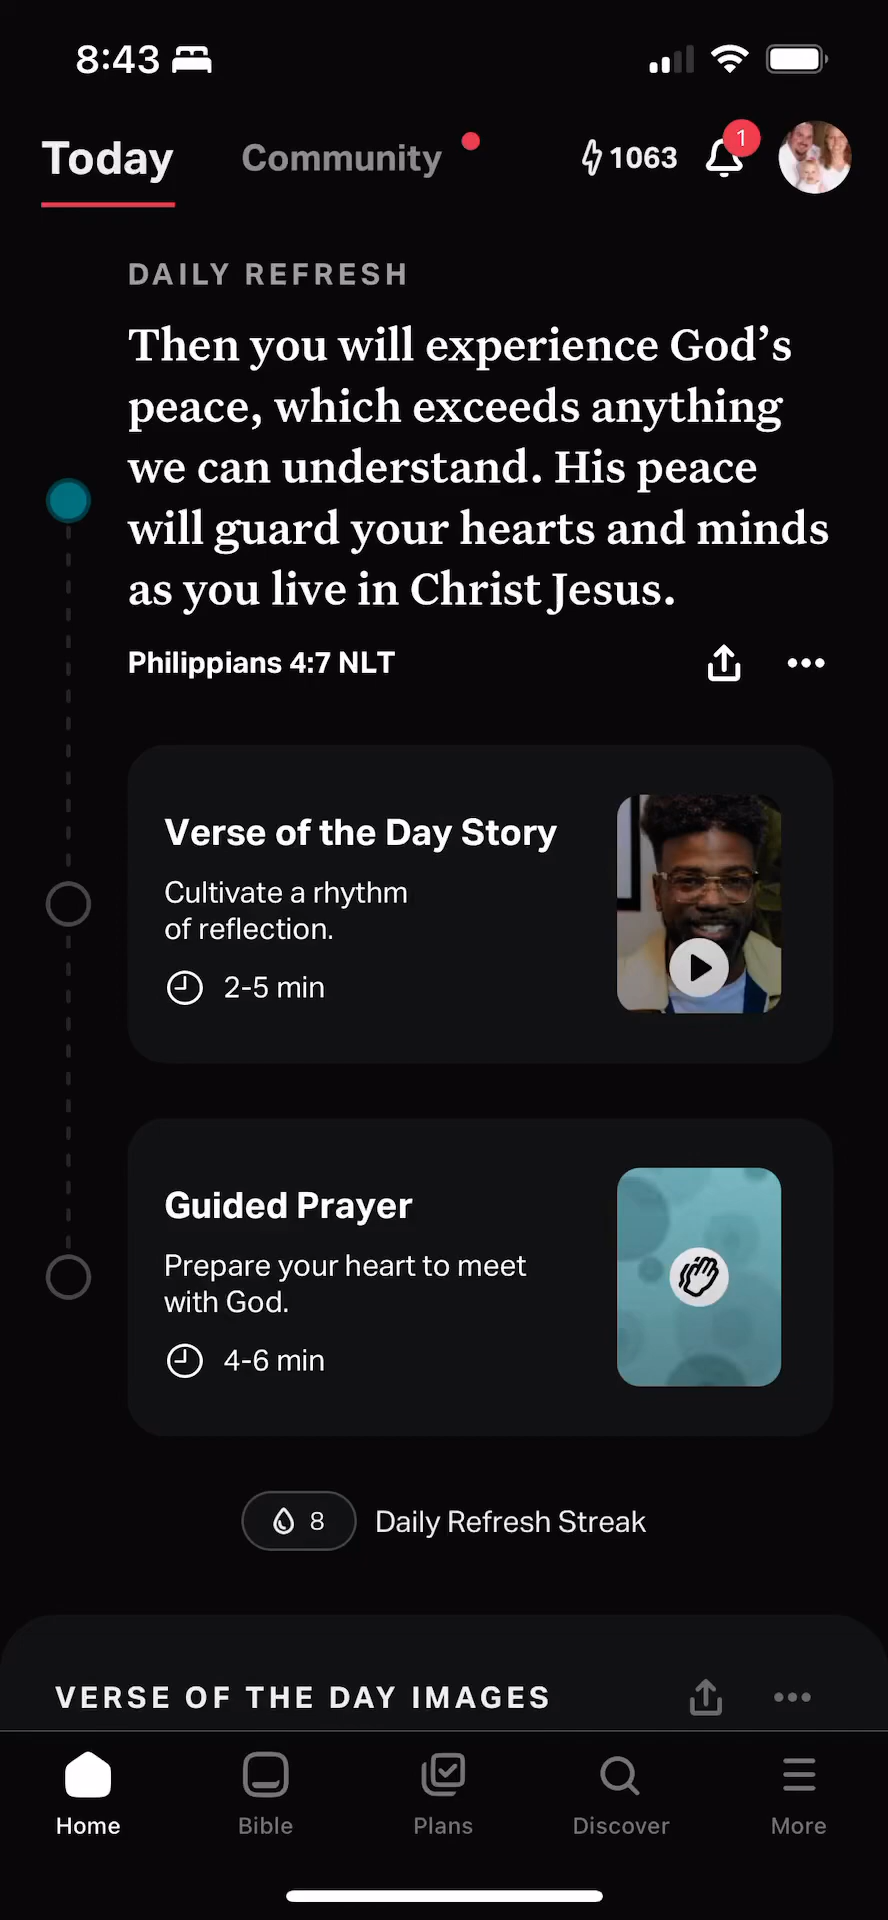 8:43
Today
Community
1063
1
DAILY REFRESH
Then you will experience God’s
peace, which exceeds anything
we can understand. His peace
will guard your hearts and minds
as you live in Christ Jesus.
Philippians 4:7 NLT
Verse of the Day Story
Cultivate a rhythm
of reflection.
2-5 min
Guided Prayer
Prepare your heart to meet
with God.
4-6 min
8
Daily Refresh Streak
VERSE OF THE DAY IMAGES
Home
Bible
Plans
Discover
More